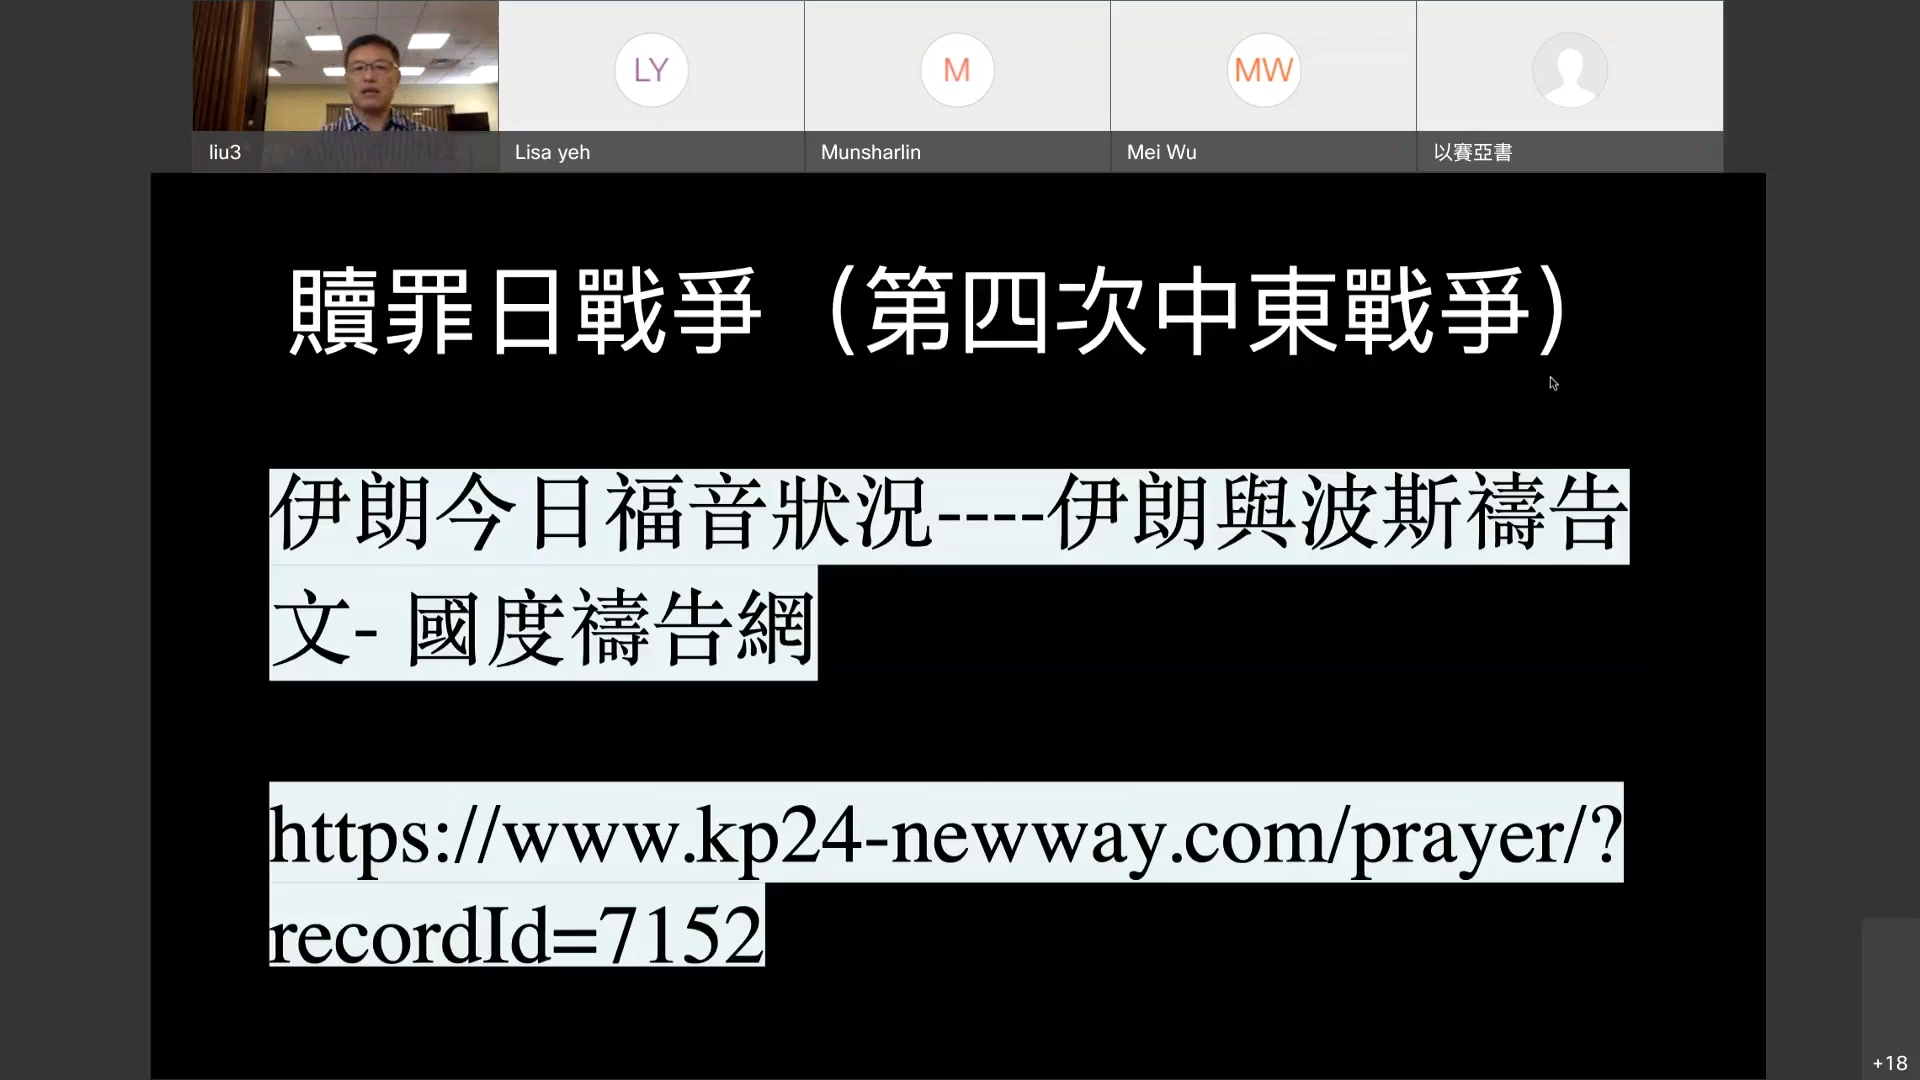 LY
M
MW
liu3
Lisa yeh
Munsharlin
Mei Wu
以賽亞書
贖罪日戰爭（第四次中東戰爭）
伊朗今日福音狀況----伊朗與波斯禱告
文- 國度禱告網
https://www.kp24-newway.com/prayer/?
recordId=7152
+18